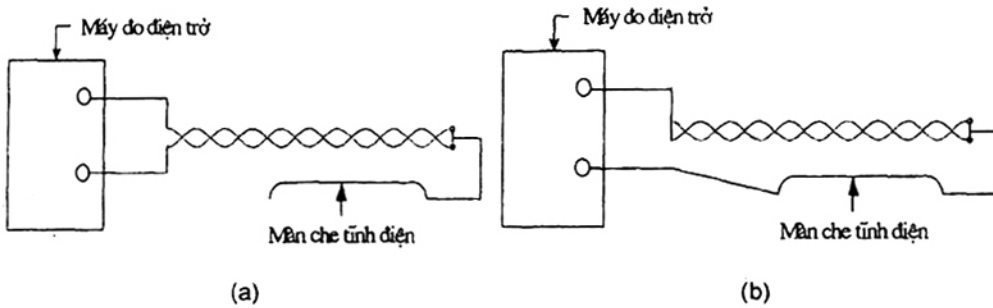 Máy đo điện trở
Máy đo điện trở
Màn che tĩnh điện
Màn che tĩnh điện
(a)
(b)